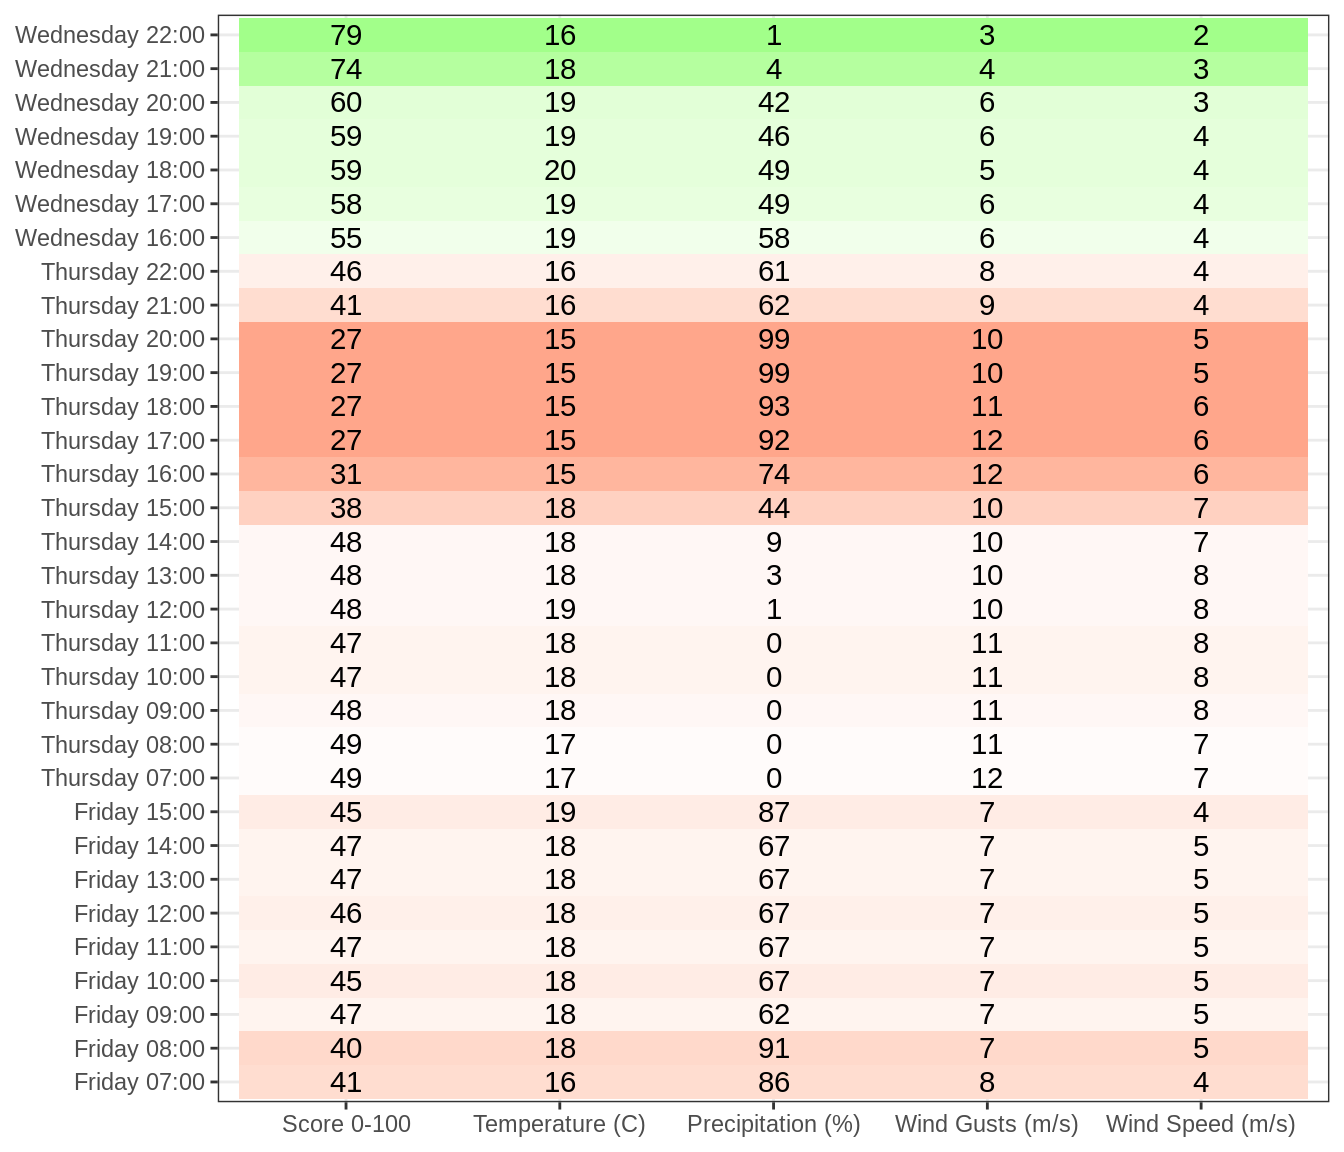 Wednesday 22:00 79 16 1 3 2
Wednesday 21:00 74 18 4 4 3
Wednesday 20:00 60 19 42 6 3
Wednesday 19:00 59 19 46 6 4
Wednesday 18:00 59 20 49 5 4
Wednesday 17:00 58 19 49 6 4
Wednesday 16:00 55 19 58 6 4
Thursday 22:00 46 16 61 8 4
Thursday 21:00 41 16 62 9 4
Thursday 20:00 27 15 99 10 5
Thursday 19:00 27 15 99 10 5
Thursday 18:00 27 15 93 11 6
Thursday 17:00 27 15 92 12 6
Thursday 16:00 31 15 74 12 6
Thursday 15:00 38 18 44 10 7
Thursday 14:00 48 18 9 10 7
Thursday 13:00 48 18 3 10 8
Thursday 12:00 48 19 1 10 8
Thursday 11:00 47 18 0 11 8
Thursday 10:00 47 18 0 11 8
Thursday 09:00 48 18 0 11 8
Thursday 08:00 49 17 0 11 7
Thursday 07:00 49 17 0 12 7
Friday 15:00 45 19 87 7 4
Friday 14:00 47 18 67 7 5
Friday 13:00 47 18 67 7 5
Friday 12:00 46 18 67 7 5
Friday 11:00 47 18 67 7 5
Friday 10:00 45 18 67 7 5
Friday 09:00 47 18 62 7 5
Friday 08:00 40 18 91 7 5
Friday 07:00 41 16 86 8 4
Score 0-100 Temperature (C) Precipitation (%) Wind Gusts (m/s) Wind Speed (m/s)